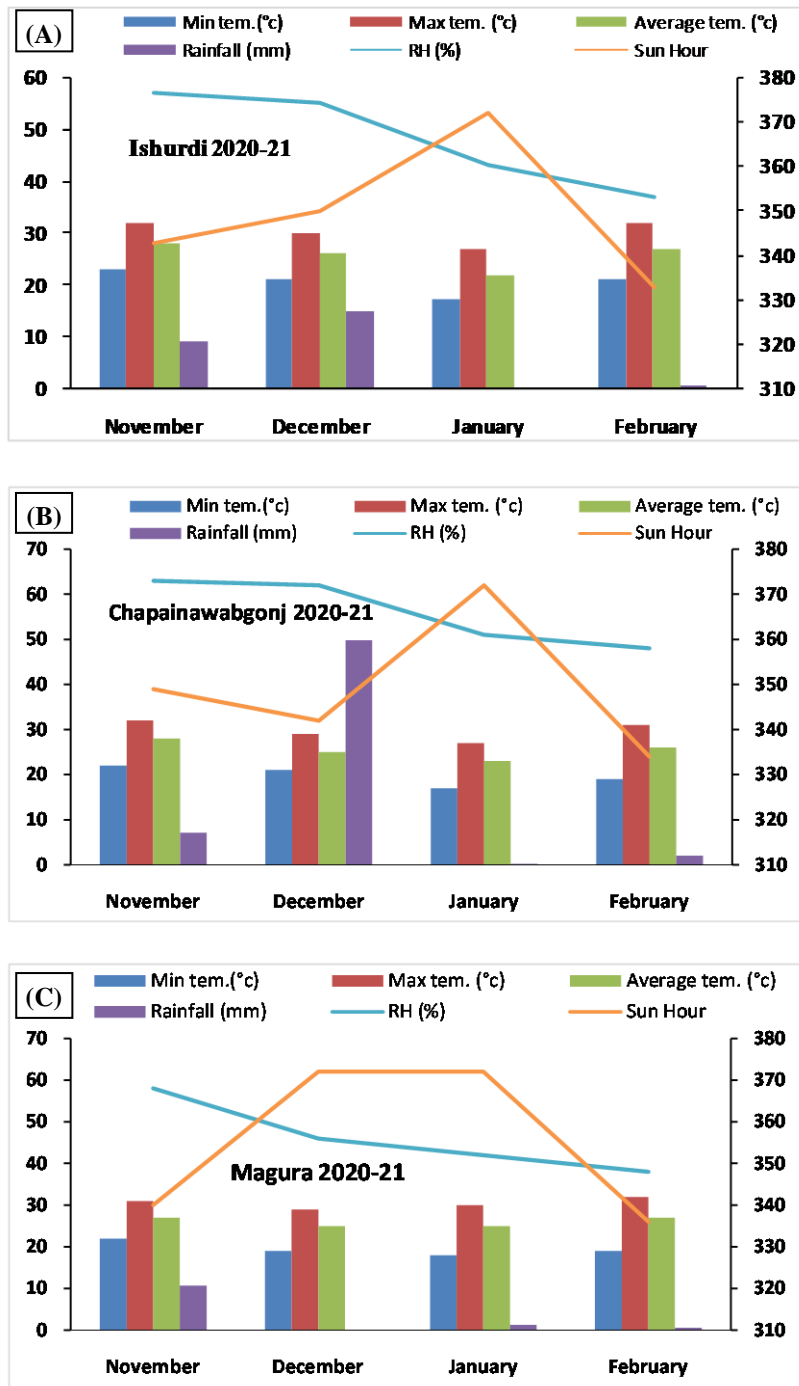 (A)
Min tem.(°c) Max tem. (°c) Average tem. (°c)
Rainfall (mm) RH (%) Sun Hour
60 380
50 370
40 360
30 350
20 340
10 330
0 320
310
Ishurdi 2020-21
November December January February
(B)
Min tem.(°c) Max tem. (°c) Average tem. (°c)
Rainfall (mm) RH (%) Sun Hour
70 380
60 370
50 360
40 350
30 340
20 330
10 320
0 310
Chapainawabgonj 2020-21
November December January February
(C)
Min tem.(°c) Max tem. (°c) Average tem. (°c)
Rainfall (mm) RH (%) Sun Hour
70 380
60 370
50 360
40 350
30 340
20 330
10 320
0 310
Magura 2020-21
November December January February